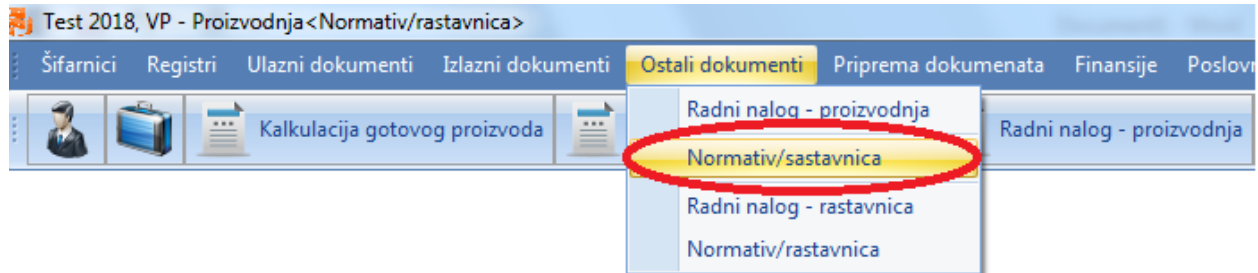 Test 2018, VP - Proizvodnja<Normativ/rastavnica>
Šifarnici Registri Ulazni dokumenti Izlazni dokumenti Ostali dokumenti Priprema dokumenata Finansije
Kalkulacija gotovog proizvoda Radni nalog - proizvodnja
Radni nalog - proizvodnja
Normativ/sastavnica
Radni nalog - rastavnica
Normativ/rastavnica